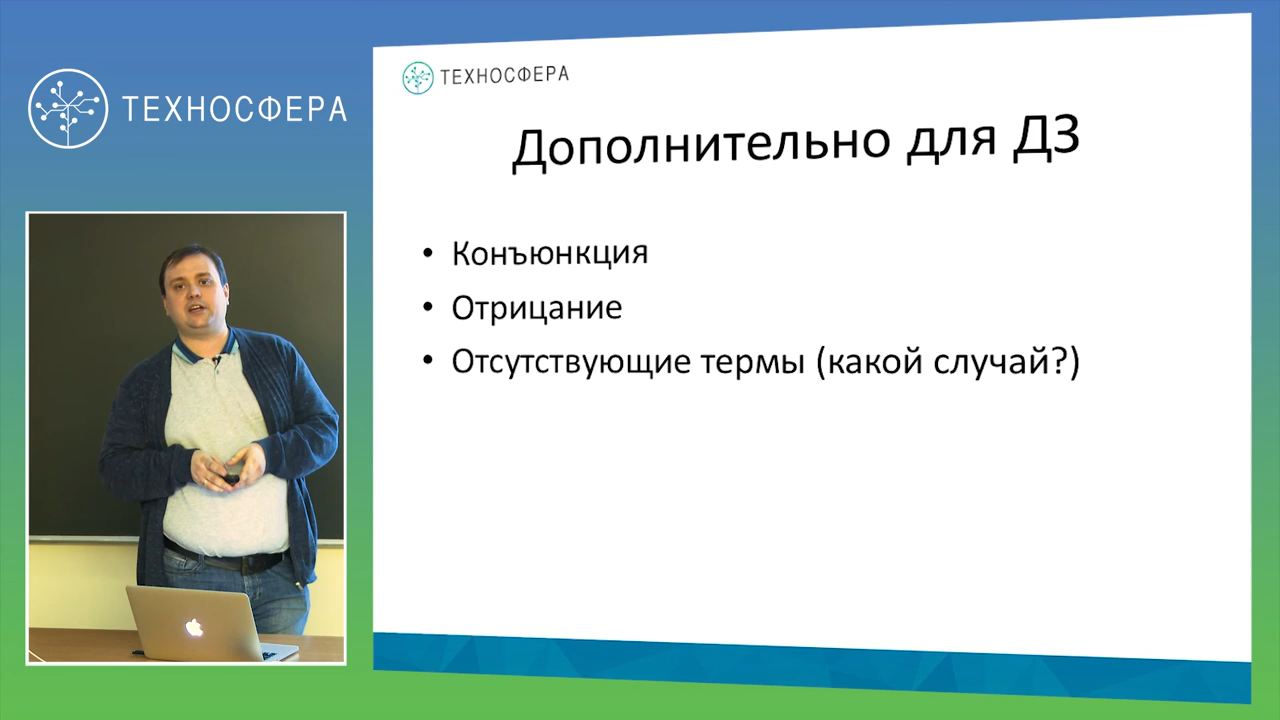 ТЕХНОСФЕРА
ТЕХНОСФЕРА
Дополнительно для ДЗ
• Конъюнкция
• Отрицание
• Отсутствующие термы (какой случай?)